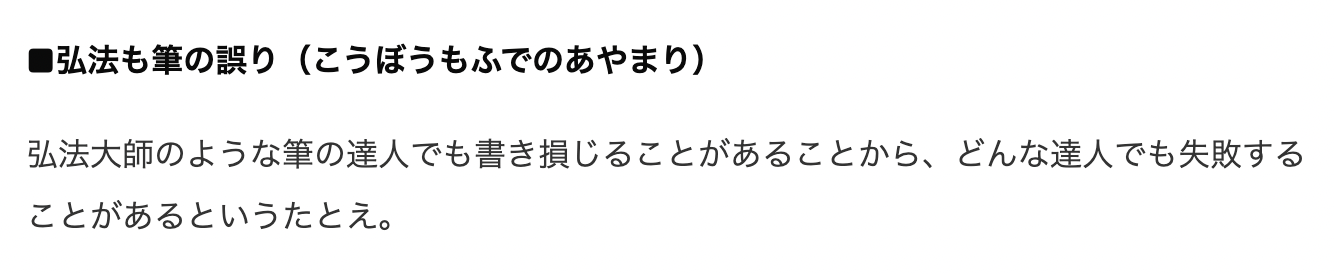 ■弘法も筆の誤り（こうぼうもふでのあやまり）
弘法大師のような筆の達人でも書き損じることがあることから、どんな達人でも失敗する
ことがあるというたとえ。